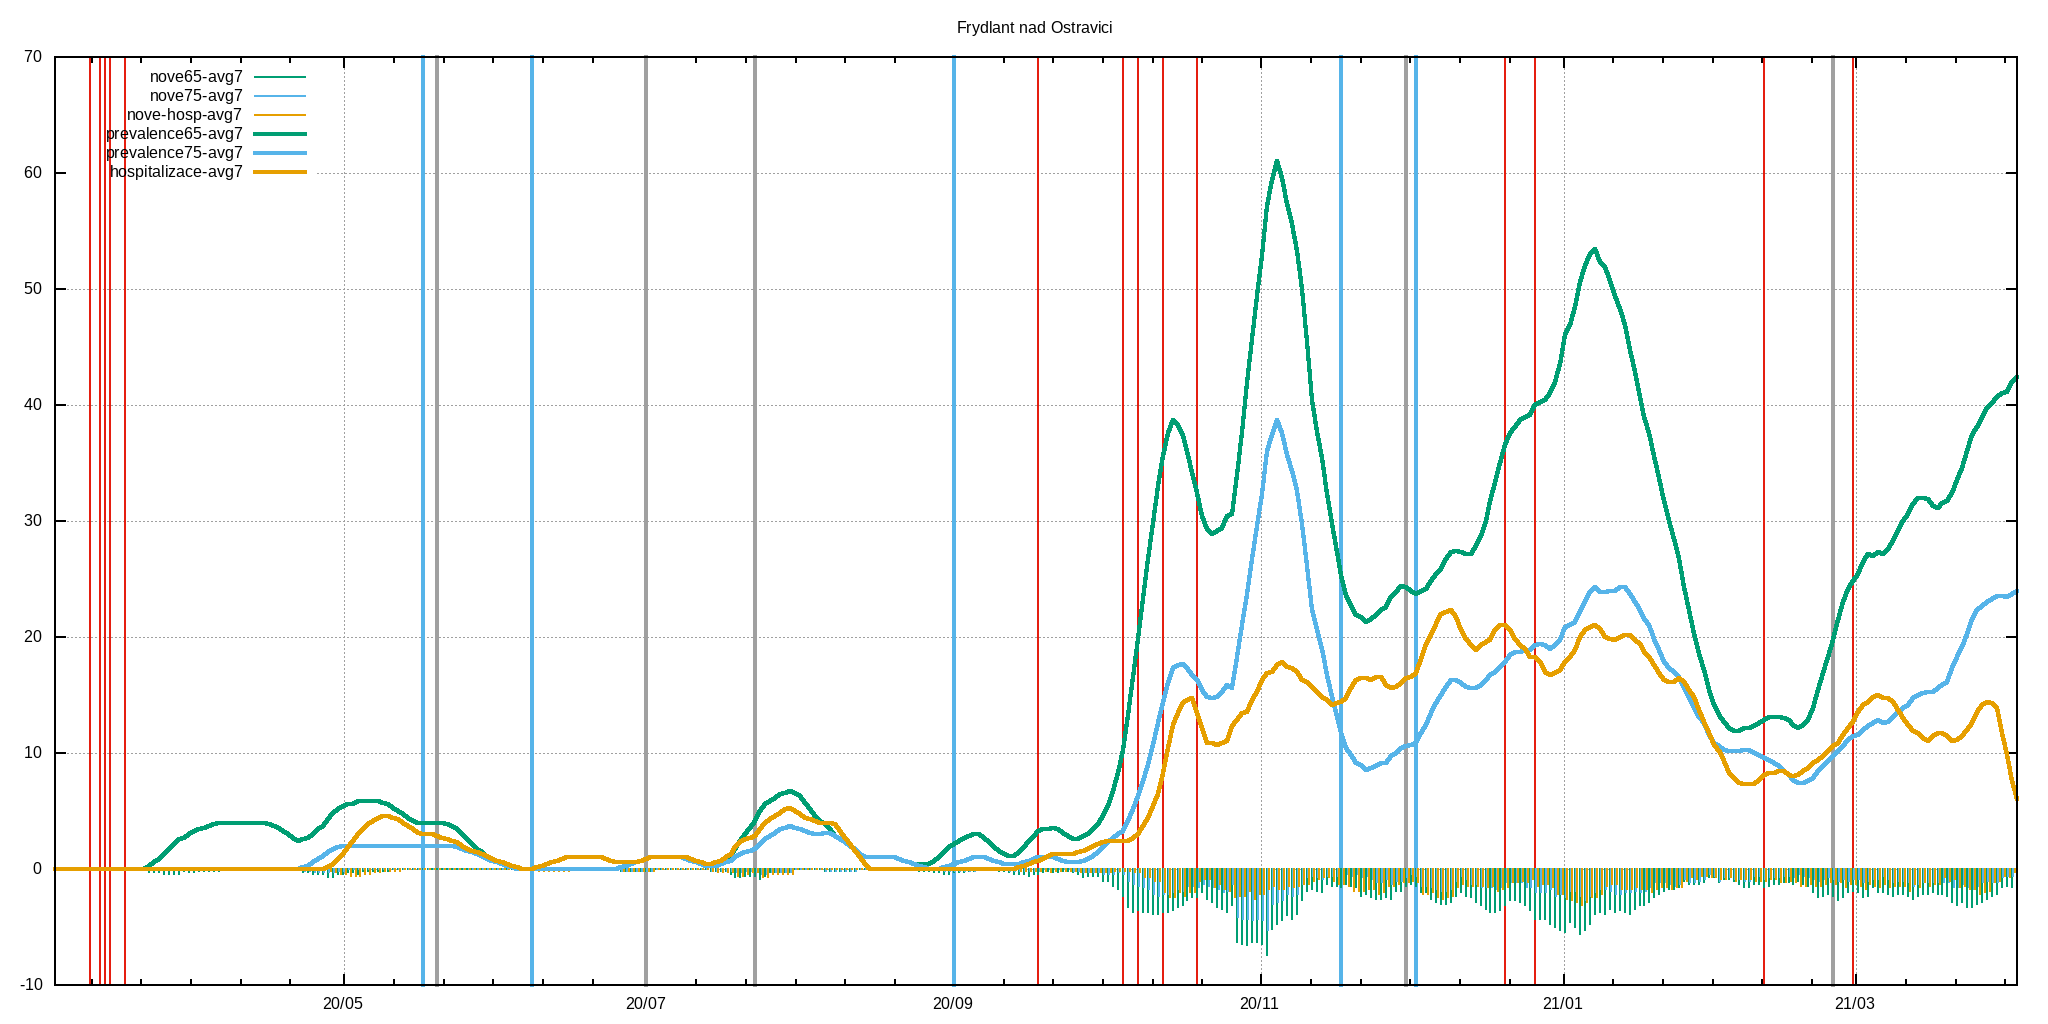 Frydlant nad Ostravici
70
60
50
40
30
20
10
0
-10
nove65-avg7
nove75-avg7
nove-hosp-avg7
prevalence65-avg7
prevalence75-avg7
hospitalizace-avg7
20/05 20/07 20/09 20/11 21/01 21/03